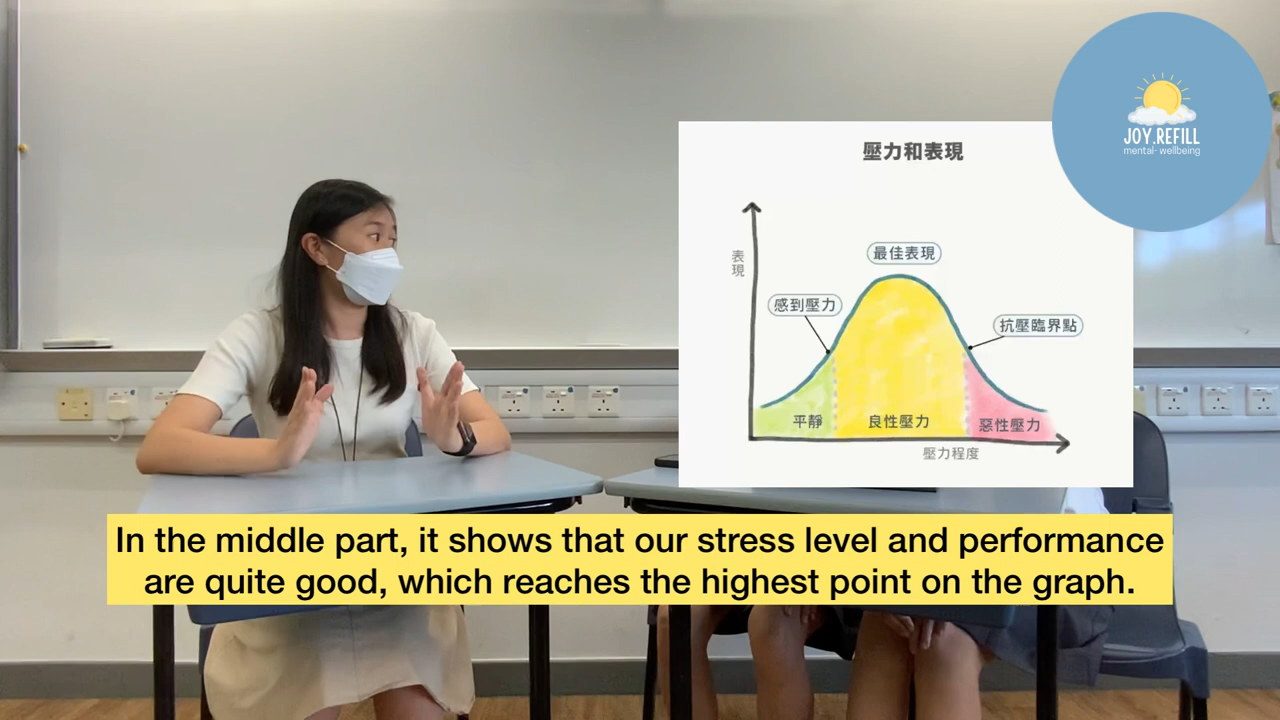 JOY.REFILL
mental- wellbeing
壓力和表現
表現
最佳表現
感到壓力
抗壓臨界點
平靜
良性壓力
惡性壓力
壓力程度
In the middle part, it shows that our stress level and performance
are quite good, which reaches the highest point on the graph.